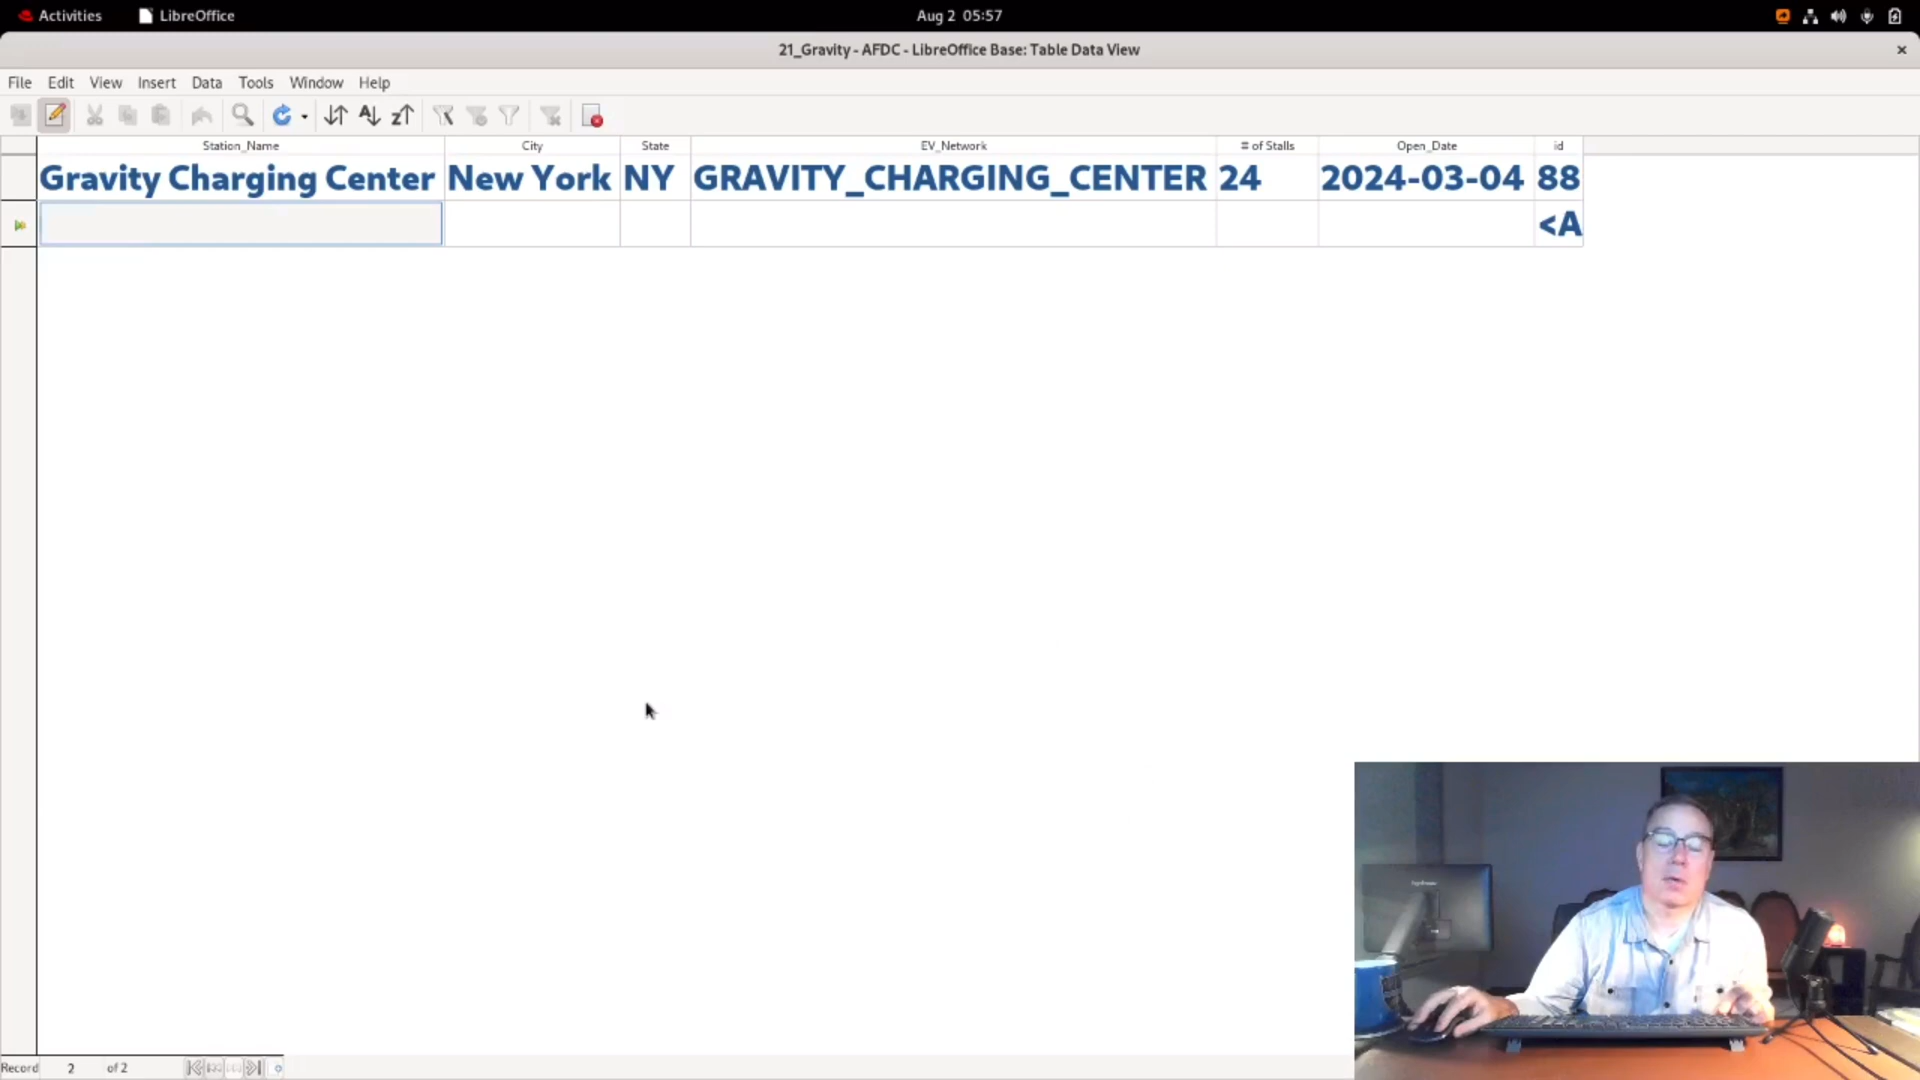 Activities LibreOffice Aug 2 05:57
21_Gravity - AFDC - LibreOffice Base: Table Data View
File Edit View Insert Data Tools Window Help
Station_Name City State EV_Network # of Stalls Open_Date id
Gravity Charging Center New York NY GRAVITY_CHARGING_CENTER 24 2024-03-04 88
<A
Record 2 of 2